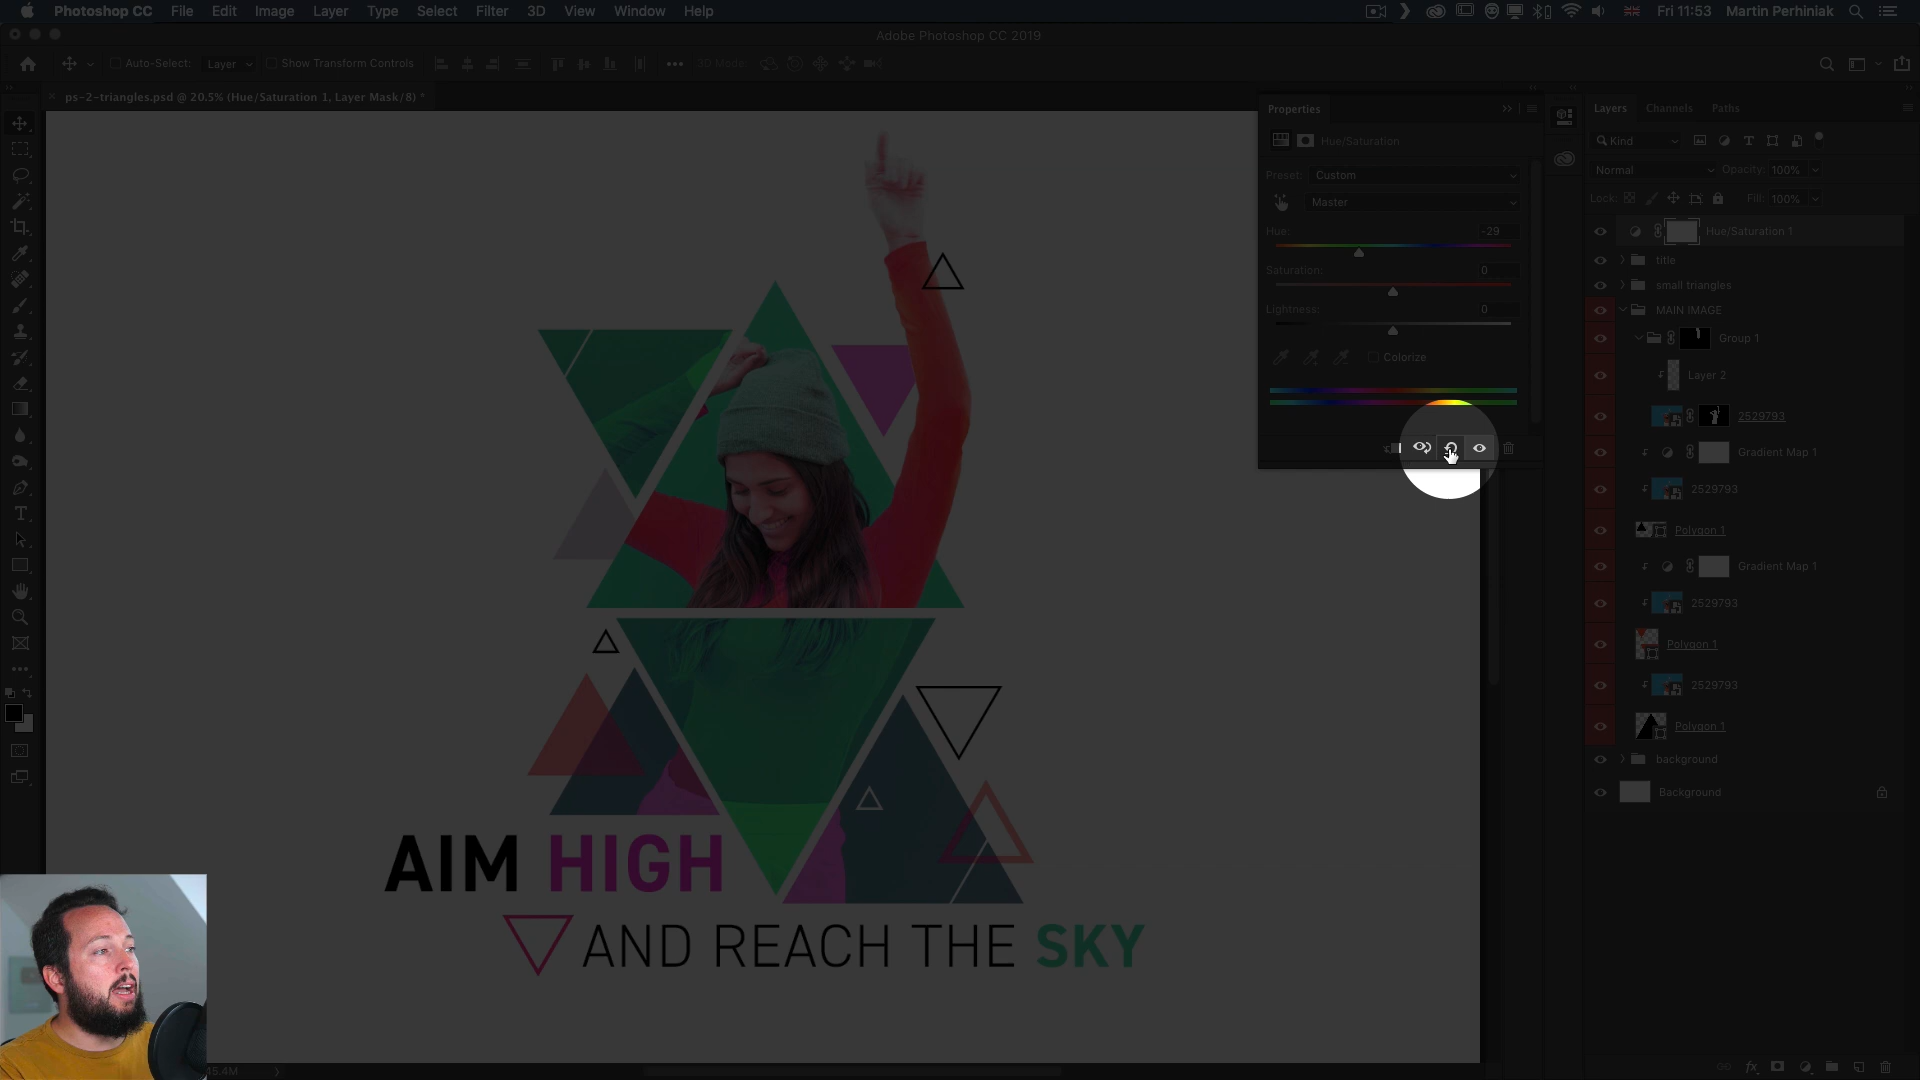 Photoshop CC File Edit Image Layer Type Select Filter 3D View Window Help Fri 11:53 Martin Perhiniak
Adobe Photoshop CC 2019
Auto-Select: Layer Show Transform Controls 3D Mode:
ps-2-triangles.psd @ 20.5% (Hue/Saturation 1, Layer Mask/8) *
Properties
Hue/Saturation
Preset: Custom
Master
Hue: -29
Saturation: 0
Lightness: 0
Colorize
Layers Channels Paths
Kind
Normal Opacity: 100%
Lock: Fill: 100%
Hue/Saturation 1
title
small triangles
MAIN IMAGE
Group 1
Layer 2
2529793
Gradient Map 1
2529793
Polygon 1
Gradient Map 1
2529793
Polygon 1
2529793
Polygon 1
background
Background
AIM HIGH
AND REACH THE SKY